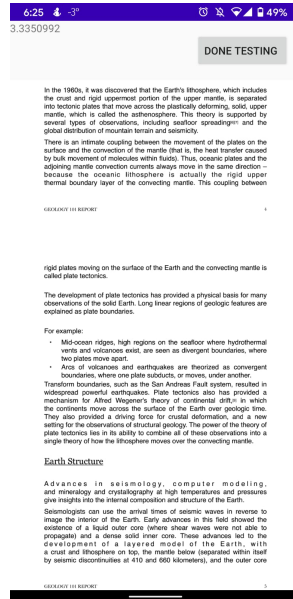 6:25 -3° 49%
3.3350992
DONE TESTING
In the 1960s, it was discovered that the Earth's lithosphere, which includes
the crust and rigid uppermost portion of the upper mantle, is separated
into tectonic plates that move across the plastically deforming, solid, upper
mantle, which is called the asthenosphere. This theory is supported by
several types of observations, including seafloor spreading and the
global distribution of mountain terrain and seismicity.
There is an intimate coupling between the movement of the plates on the
surface and the convection of the mantle (that is, the heat transfer caused
by bulk movement of molecules within fluids). Thus, oceanic plates and the
adjoining mantle convection currents always move in the same direction –
because the oceanic lithosphere is actually the rigid upper
thermal boundary layer of the convecting mantle. This coupling between
GEOLOGY 101 REPORT 4
rigid plates moving on the surface of the Earth and the convecting mantle is
called plate tectonics.
The development of plate tectonics has provided a physical basis for many
observations of the solid Earth. Long linear regions of geologic features are
explained as plate boundaries.
For example:
• Mid-ocean ridges, high regions on the seafloor where hydrothermal
vents and volcanoes exist, are seen as divergent boundaries, where
two plates move apart.
• Arcs of volcanoes and earthquakes are theorized as convergent
boundaries, where one plate subducts, or moves, under another.
Transform boundaries, such as the San Andreas Fault system, resulted in
widespread powerful earthquakes. Plate tectonics also has provided a
mechanism for Alfred Wegener's theory of continental drift, in which
the continents move across the surface of the Earth over geologic time.
They also provided a driving force for crustal deformation, and a new
setting for the observations of structural geology. The power of the theory of
plate tectonics lies in its ability to combine all of these observations into a
single theory of how the lithosphere moves over the convecting mantle.
Earth Structure
Advances in seismology, computer modeling,
and mineralogy and crystallography at high temperatures and pressures
give insights into the internal composition and structure of the Earth.
Seismologists can use the arrival times of seismic waves in reverse to
image the interior of the Earth. Early advances in this field showed the
existence of a liquid outer core (where shear waves were not able to
propagate) and a dense solid inner core. These advances led to the
development of a layered model of the Earth, with
a crust and lithosphere on top, the mantle below (separated within itself
by seismic discontinuities at 410 and 660 kilometers), and the outer core
GEOLOGY 101 REPORT